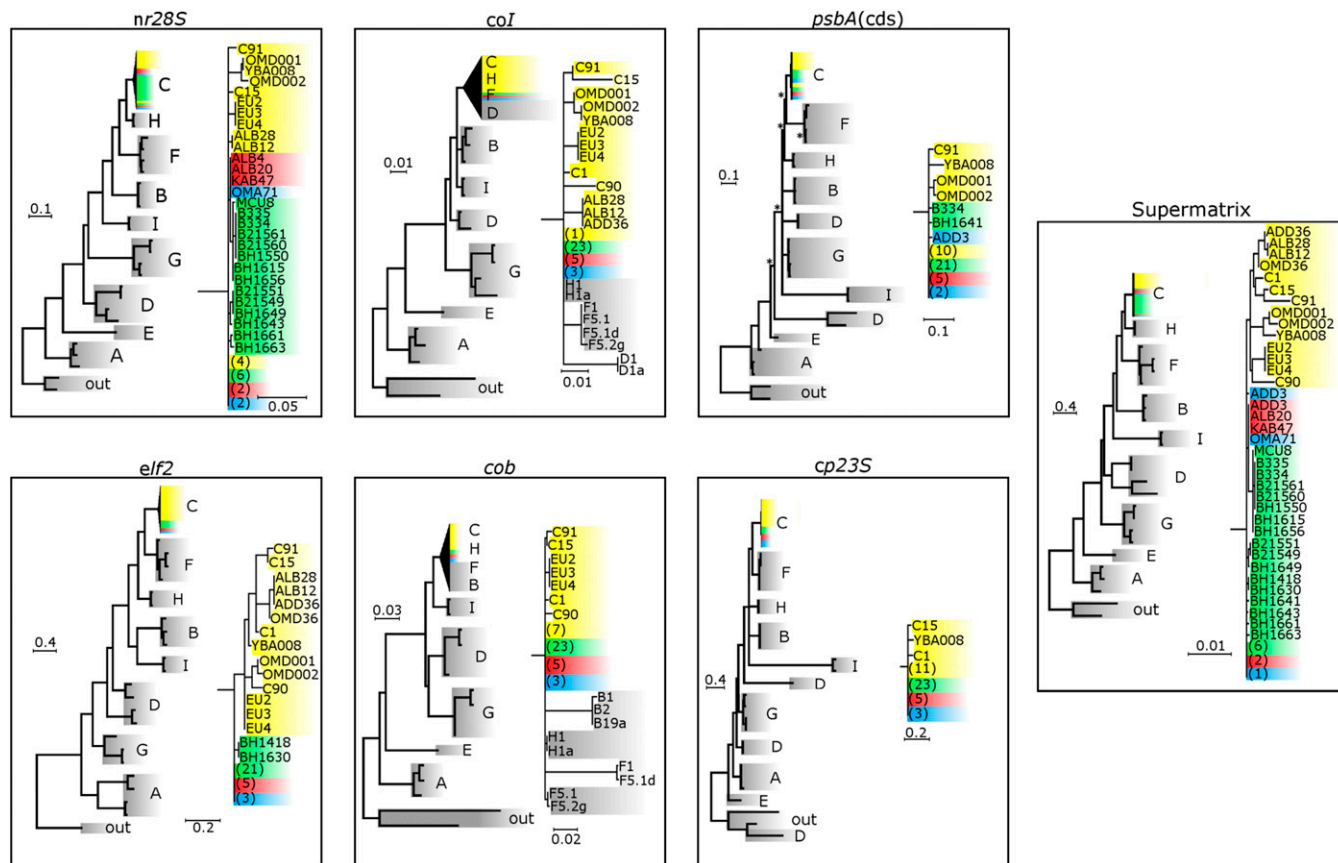 nr28S
C
H
F
B
I
G
D
E
A
out
0.1
C91
OMD001
YBA008
OMD002
C15
EU2
EU3
EU4
ALB28
ALB12
ALB4
ALB20
KAB47
OMA71
MCU8
B335
B334
B21561
B21560
BH1550
BH1615
BH1656
B21551
B21549
BH1649
BH1643
BH1661
BH1663
(4)
(6)
(2)
(2)
0.05
coI
C
H
F
D
B
I
D
G
E
A
out
0.01
C91
C15
OMD001
OMD002
YBA008
EU2
EU3
EU4
C1
C90
ALB28
ALB12
ADD36
(1)
(23)
(5)
(3)
H1
H1a
F1
F5.1
F5.1d
F5.2g
D1
D1a
0.01
psbA(cds)
C
F
H
B
D
G
I
D
E
A
out
0.1
*
*
*
*
*
C91
YBA008
OMD001
OMD002
B334
BH1641
ADD3
(10)
(21)
(5)
(2)
0.1
Supermatrix
C
H
F
B
I
D
G
E
A
out
0.4
ADD36
ALB28
ALB12
OMD36
C1
C15
C91
OMD001
OMD002
YBA008
EU2
EU3
EU4
C90
ADD3
ADD3
ALB20
KAB47
OMA71
MCU8
B335
B334
B21561
B21560
BH1550
BH1615
BH1656
B21551
B21549
BH1649
BH1418
BH1630
BH1641
BH1643
BH1661
BH1663
(6)
(2)
(1)
0.01
elf2
C
F
H
B
I
D
G
A
out
0.4
C91
C15
ALB28
ALB12
ADD36
OMD36
C1
YBA008
OMD001
OMD002
C90
EU2
EU3
EU4
BH1418
BH1630
(21)
(5)
(3)
0.2
cob
C
H
F
B
I
D
G
E
A
out
0.03
C91
C15
EU2
EU3
EU4
C1
C90
(7)
(23)
(5)
(3)
B1
B2
B19a
H1
H1a
F1
F5.1d
F5.1
F5.2g
0.02
cp23S
C
F
H
B
I
D
G
D
A
E
out
D
0.4
C15
YBA008
C1
(11)
(23)
(5)
(3)
0.2